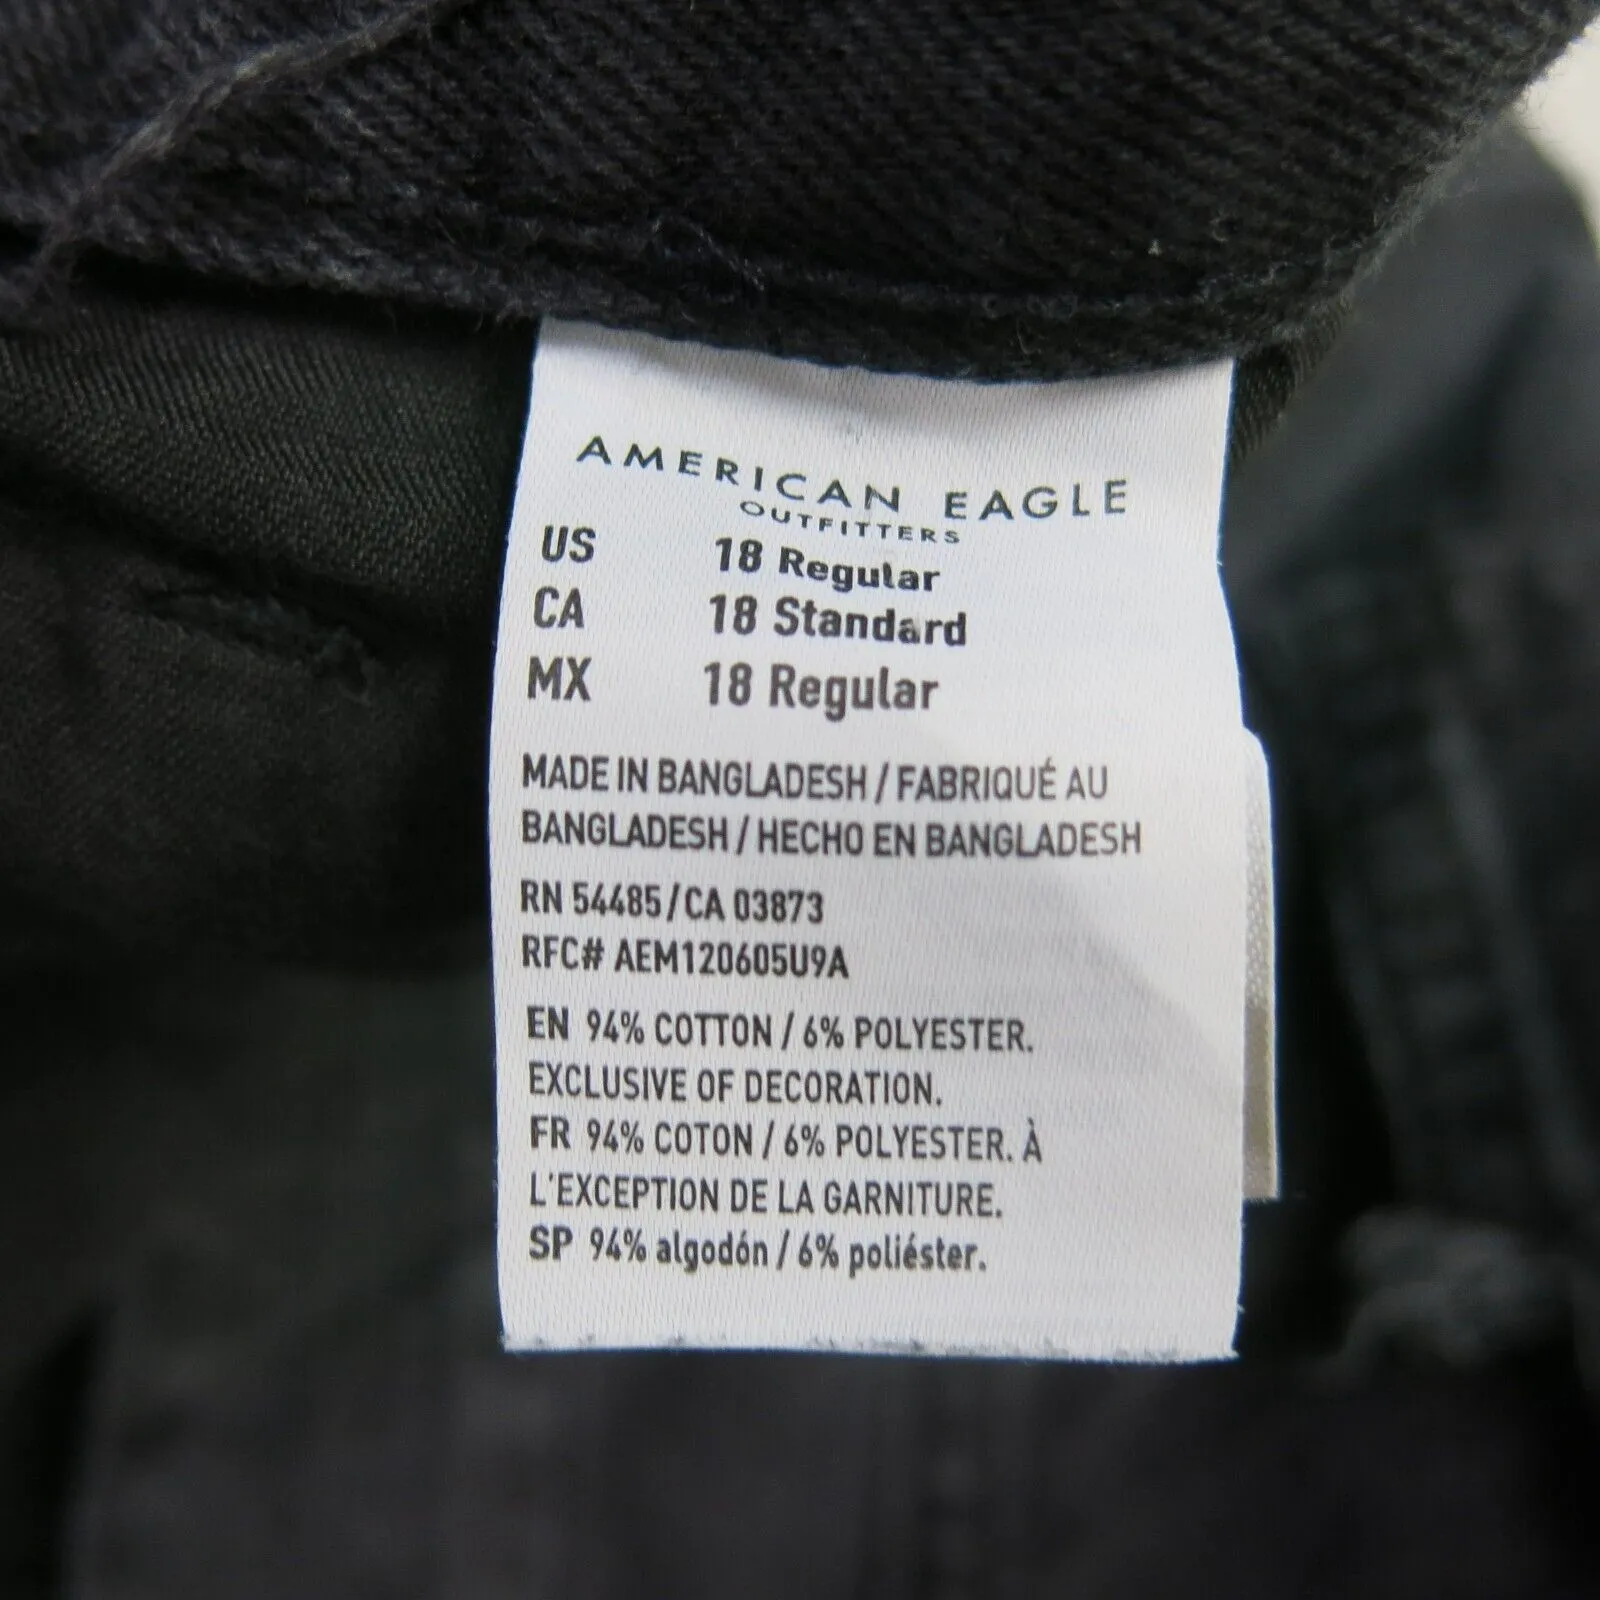 AMERICAN EAGLE
OUTFITTERS
US 18 Regular
CA 18 Standard
MX 18 Regular
MADE IN BANGLADESH / FABRIQUÉ AU
BANGLADESH / HECHO EN BANGLADESH
RN 54485 / CA 03873
RFC# AEM120605U9A
EN 94% COTTON / 6% POLYESTER.
EXCLUSIVE OF DECORATION.
FR 94% COTON / 6% POLYESTER. À
L'EXCEPTION DE LA GARNITURE.
SP 94% algodón / 6% poliéster.